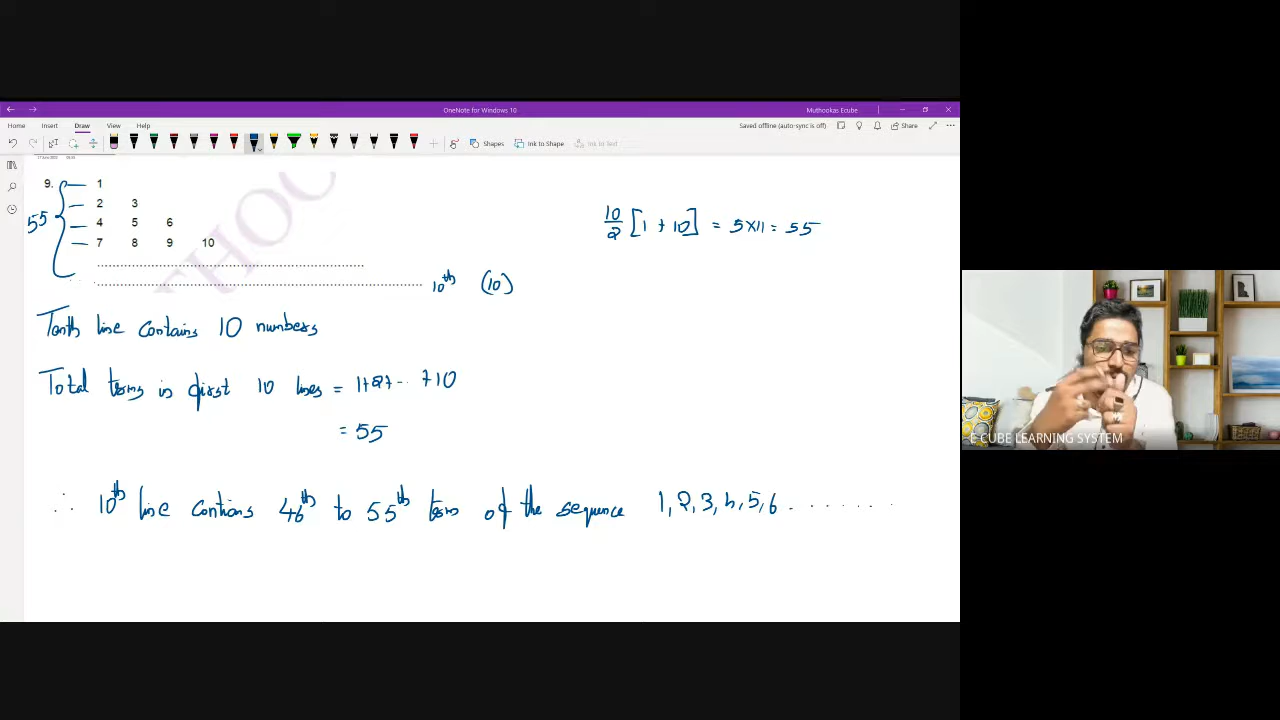 OneNote for Windows 10
Muthookas Ecube
Home Insert Draw View Help
Saved offline (auto-sync is off)
Share
Shapes
Ink to Shape
Ink to Text
9. 1
2 3
55
4 5 6
7 8 9 10
10/2 [1 + 10] = 5×11 = 55
10th (10)
Tenth line contains 10 numbers
Total terms in first 10 lines = 1+2+... +10
= 55
∴ 10th line contions 46th to 55th term of the sequence 1, 2, 3, 4, 5, 6 .......
E CUBE LEARNING SYSTEM